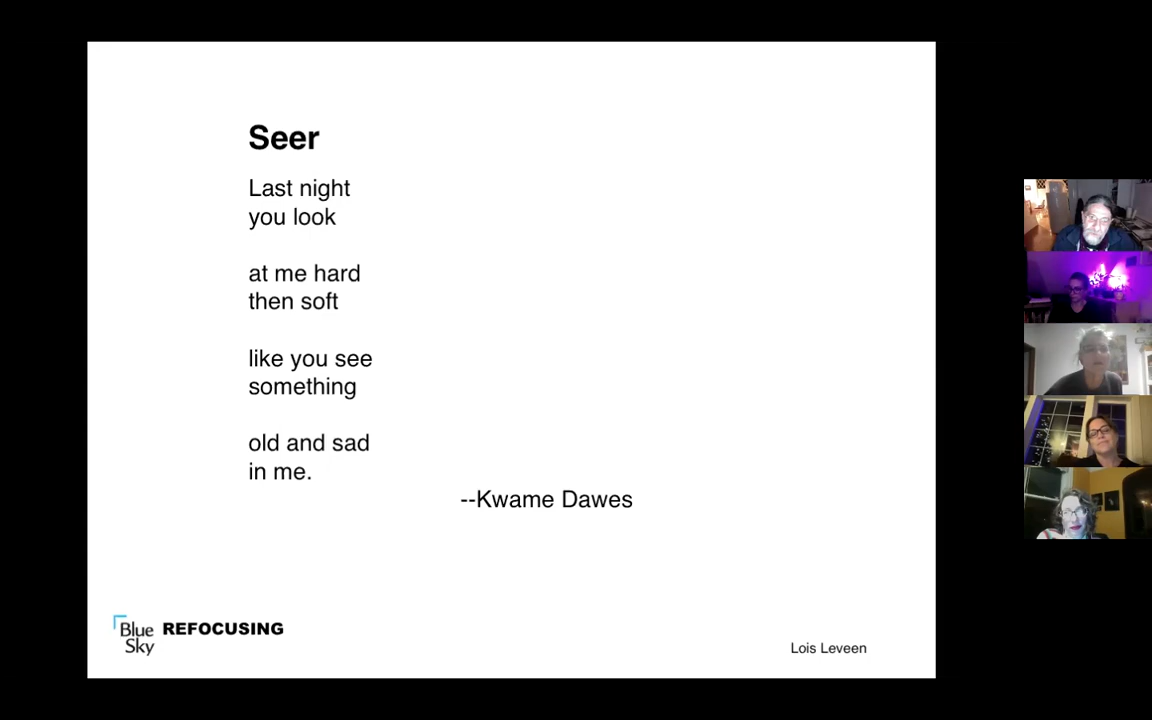 Seer
Last night
you look
at me hard
then soft
like you see
something
old and sad
in me.
--Kwame Dawes
Blue
Sky
REFOCUSING
Lois Leveen